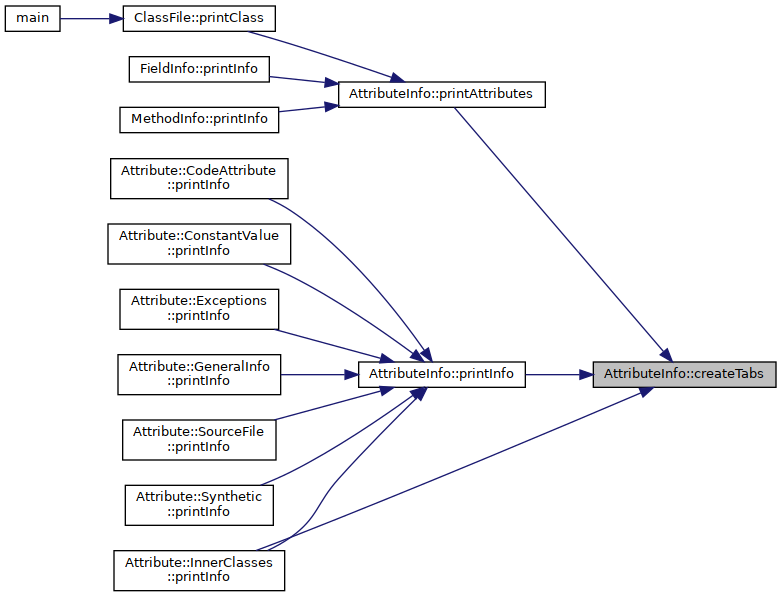 main
ClassFile::printClass
FieldInfo::printInfo
AttributeInfo::printAttributes
MethodInfo::printInfo
Attribute::CodeAttribute
::printInfo
Attribute::ConstantValue
::printInfo
Attribute::Exceptions
::printInfo
Attribute::GeneralInfo
::printInfo
AttributeInfo::printInfo
AttributeInfo::createTabs
Attribute::SourceFile
::printInfo
Attribute::Synthetic
::printInfo
Attribute::InnerClasses
::printInfo